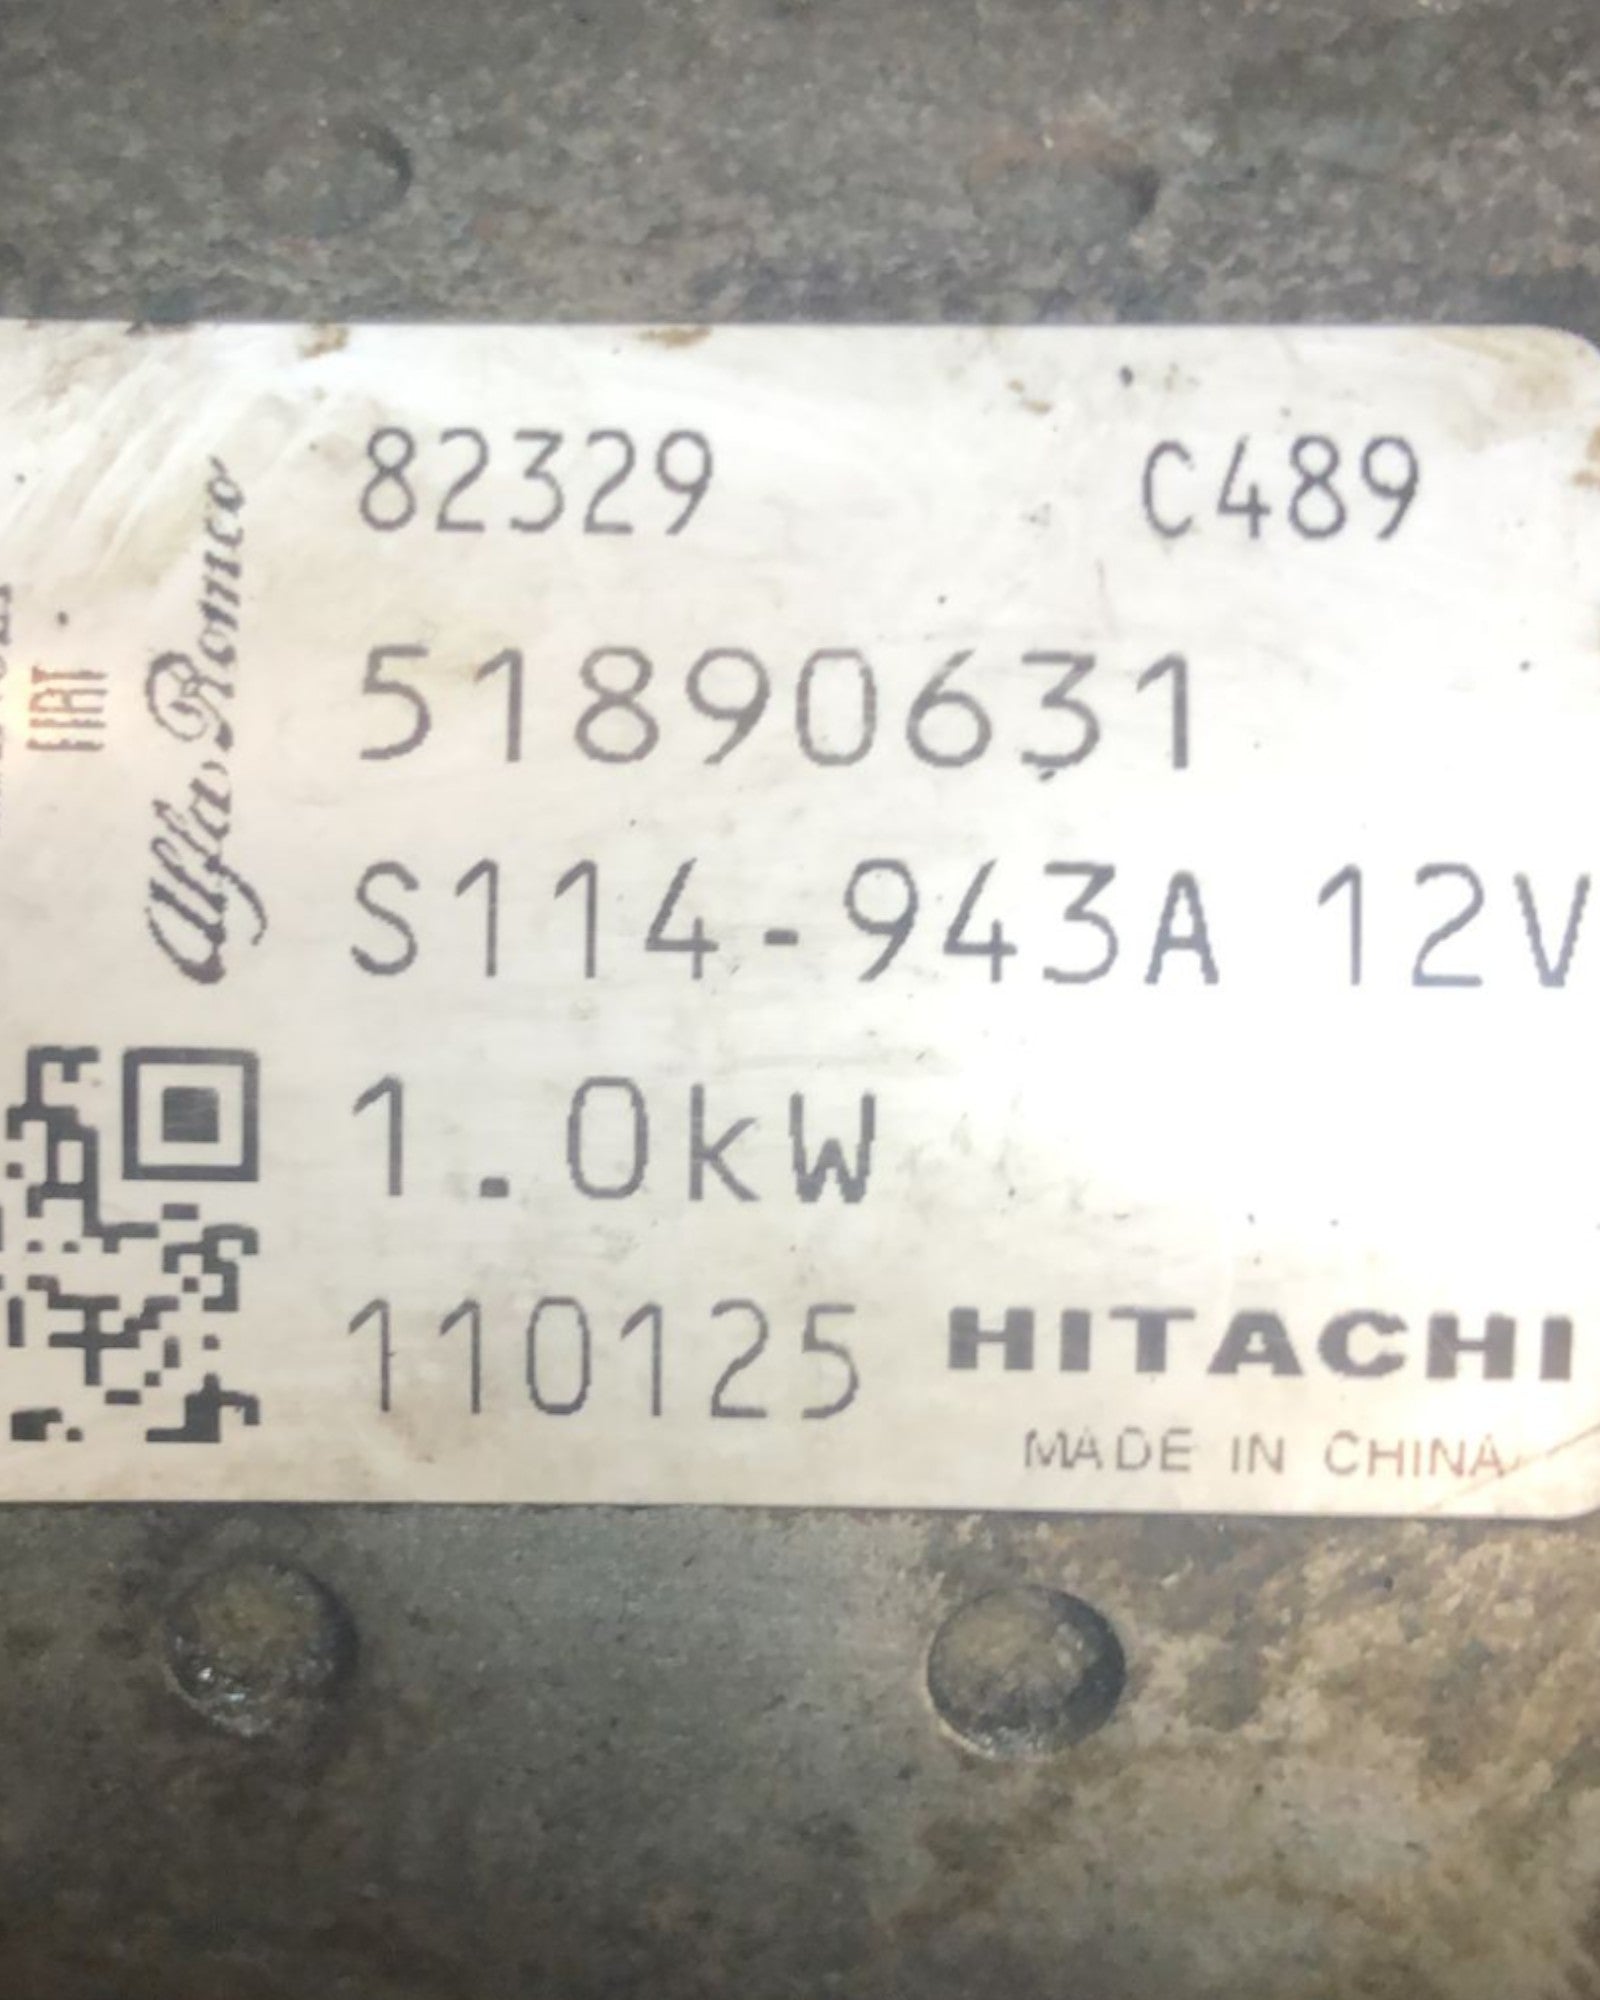 82329 C489
51890631
S114-943A 12V
1.0kW
110125 HITACHI
MADE IN CHINA
Alfa Romeo
FIAT